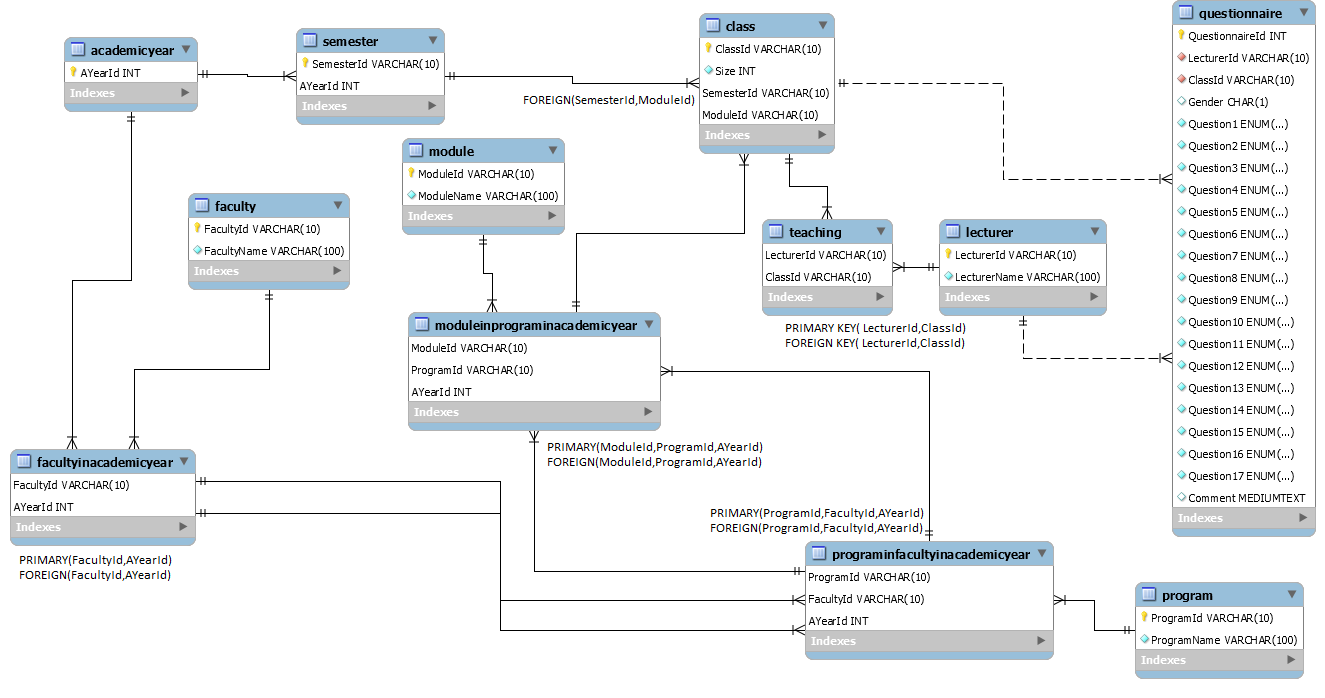 academicyear
AYearId INT
Indexes
semester
SemesterId VARCHAR(10)
AYearId INT
Indexes
FOREIGN(SemesterId,ModuleId)
class
ClassId VARCHAR(10)
Size INT
SemesterId VARCHAR(10)
ModuleId VARCHAR(10)
Indexes
questionnaire
QuestionnaireId INT
LecturerId VARCHAR(10)
ClassId VARCHAR(10)
Gender CHAR(1)
Question1 ENUM(...)
Question2 ENUM(...)
Question3 ENUM(...)
Question4 ENUM(...)
Question5 ENUM(...)
Question6 ENUM(...)
Question7 ENUM(...)
Question8 ENUM(...)
Question9 ENUM(...)
Question10 ENUM(...)
Question11 ENUM(...)
Question12 ENUM(...)
Question13 ENUM(...)
Question14 ENUM(...)
Question15 ENUM(...)
Question16 ENUM(...)
Question17 ENUM(...)
Comment MEDIUMTEXT
Indexes
module
ModuleId VARCHAR(10)
ModuleName VARCHAR(100)
Indexes
faculty
FacultyId VARCHAR(10)
FacultyName VARCHAR(100)
Indexes
teaching
LecturerId VARCHAR(10)
ClassId VARCHAR(10)
Indexes
lecturer
LecturerId VARCHAR(10)
LecturerName VARCHAR(100)
Indexes
PRIMARY KEY( LecturerId,ClassId)
FOREIGN KEY( LecturerId,ClassId)
moduleinprograminacademicyear
ModuleId VARCHAR(10)
ProgramId VARCHAR(10)
AYearId INT
Indexes
PRIMARY(ModuleId,ProgramId,AYearId)
FOREIGN(ModuleId,ProgramId,AYearId)
facultyinacademicyear
FacultyId VARCHAR(10)
AYearId INT
Indexes
PRIMARY(FacultyId,AYearId)
FOREIGN(FacultyId,AYearId)
PRIMARY(ProgramId,FacultyId,AYearId)
FOREIGN(ProgramId,FacultyId,AYearId)
programinfacultyinacademicyear
ProgramId VARCHAR(10)
FacultyId VARCHAR(10)
AYearId INT
Indexes
program
ProgramId VARCHAR(10)
ProgramName VARCHAR(100)
Indexes